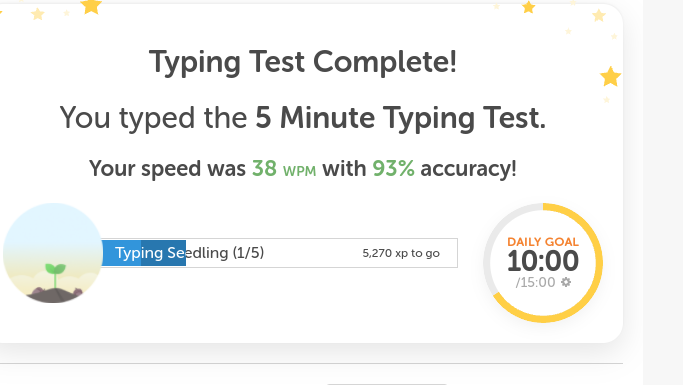 Typing Test Complete!
You typed the 5 Minute Typing Test.
Your speed was 38 WPM with 93% accuracy!
Typing Seedling (1/5) 5,270 xp to go
DAILY GOAL
10:00
/15:00